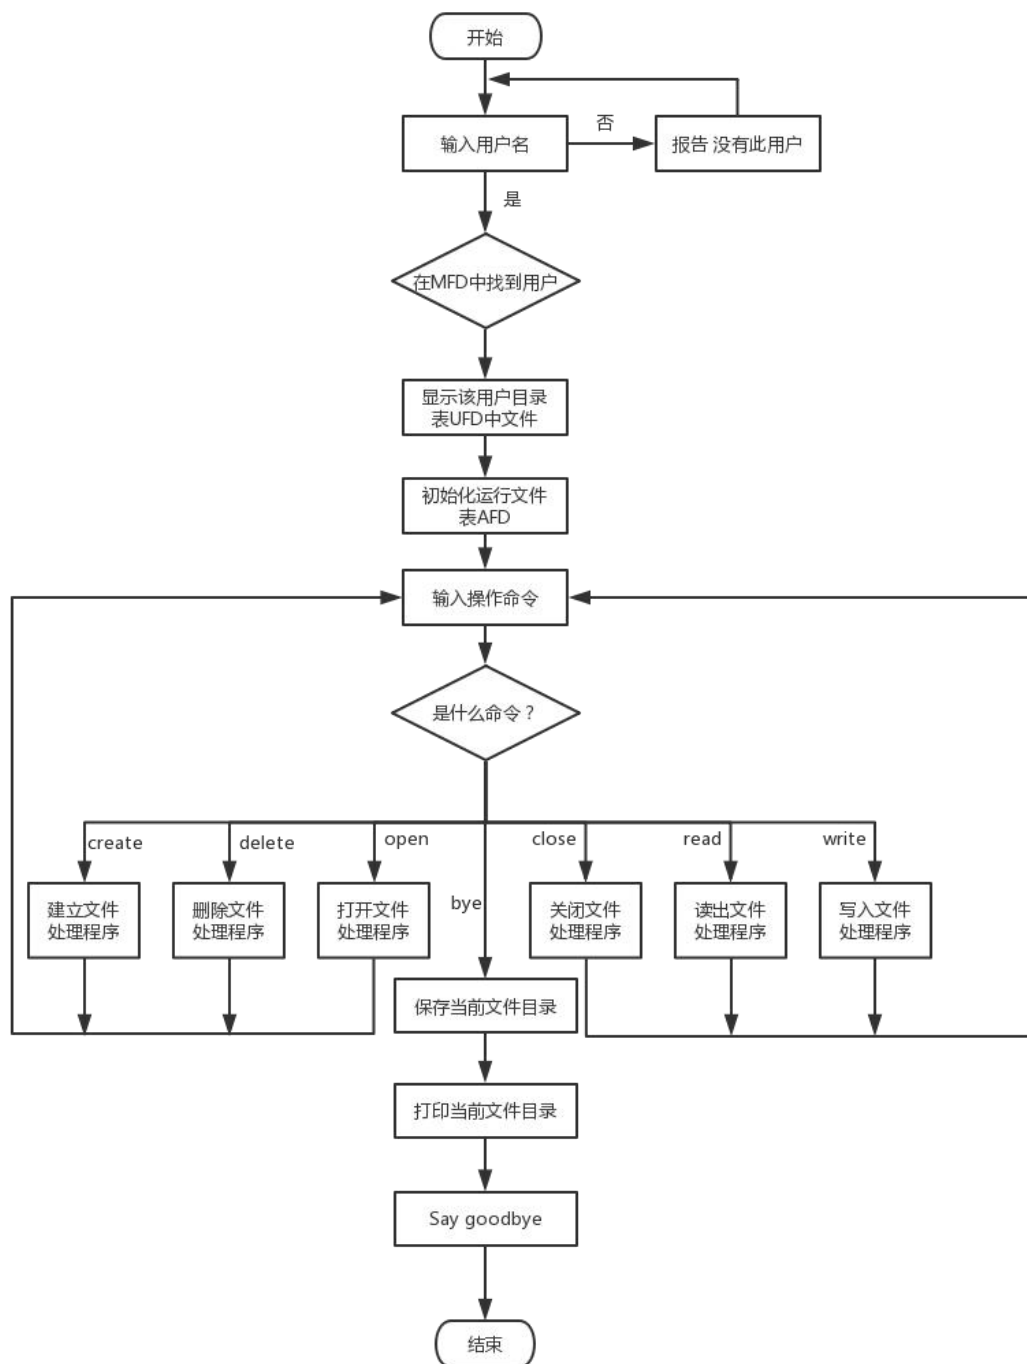 开始
输入用户名
否
报告 没有此用户
是
在MFD中找到用户
显示该用户目录
表UFD中文件
初始化运行文件
表AFD
输入操作命令
是什么命令？
create
delete
open
bye
close
read
write
建立文件
处理程序
删除文件
处理程序
打开文件
处理程序
关闭文件
处理程序
读出文件
处理程序
写入文件
处理程序
保存当前文件目录
打印当前文件目录
Say goodbye
结束